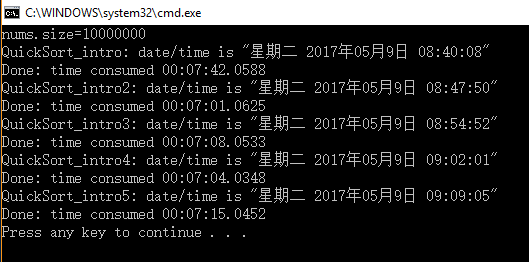 C:\WINDOWS\system32\cmd.exe
nums.size=10000000
QuickSort_intro: date/time is "星期二 2017年05月9日 08:40:08"
Done: time consumed 00:07:42.0588
QuickSort_intro2: date/time is "星期二 2017年05月9日 08:47:50"
Done: time consumed 00:07:01.0625
QuickSort_intro3: date/time is "星期二 2017年05月9日 08:54:52"
Done: time consumed 00:07:08.0533
QuickSort_intro4: date/time is "星期二 2017年05月9日 09:02:01"
Done: time consumed 00:07:04.0348
QuickSort_intro5: date/time is "星期二 2017年05月9日 09:09:05"
Done: time consumed 00:07:15.0452
Press any key to continue . . .